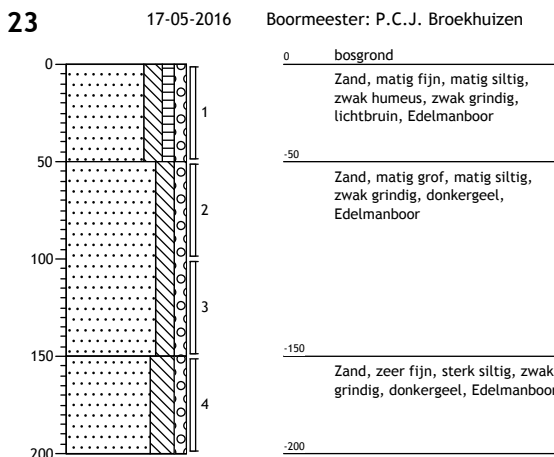 23 17-05-2016 Boormeester: P.C.J. Broekhuizen
0
50
100
150
200
1
2
3
4
0 bosgrond
Zand, matig fijn, matig siltig,
zwak humeus, zwak grindig,
lichtbruin, Edelmanboor
-50
Zand, matig grof, matig siltig,
zwak grindig, donkergeel,
Edelmanboor
-150
Zand, zeer fijn, sterk siltig, zwak
grindig, donkergeel, Edelmanboor
-200